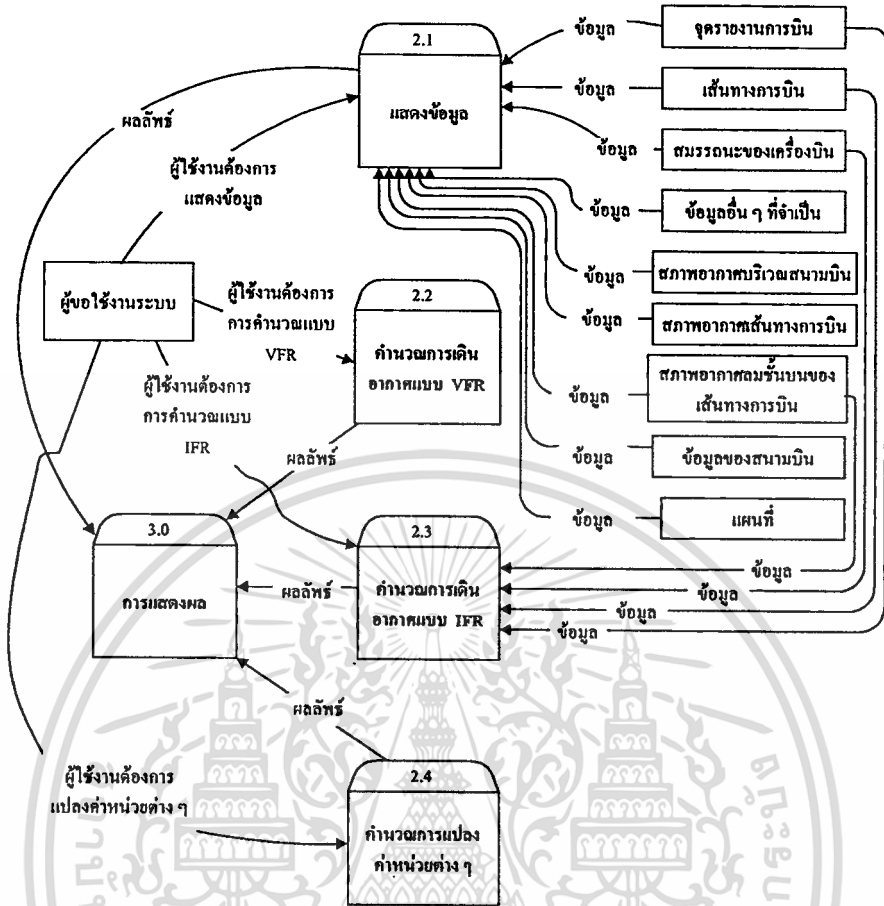 2.1
แสดงข้อมูล
ข้อมูล
จุดรายงานการบิน
ข้อมูล
เส้นทางการบิน
ข้อมูล
สมรรถนะของเครื่องบิน
ข้อมูล
ข้อมูลอื่น ๆ ที่จำเป็น
ข้อมูล
สภาพอากาศบริเวณสนามบิน
ข้อมูล
สภาพอากาศเส้นทางการบิน
ข้อมูล
สภาพอากาศลมชั้นบนของ
เส้นทางการบิน
ข้อมูล
ข้อมูลของสนามบิน
ข้อมูล
แผนที่
ผลลัพธ์
ผู้ใช้งานต้องการ
แสดงข้อมูล
ผู้ขอใช้งานระบบ
ผู้ใช้งานต้องการ
การคำนวณแบบ
VFR
2.2
คำนวณการเดิน
อากาศแบบ VFR
ผู้ใช้งานต้องการ
การคำนวณแบบ
IFR
ผลลัพธ์
3.0
การแสดงผล
ผลลัพธ์
2.3
คำนวณการเดิน
อากาศแบบ IFR
ข้อมูล
ข้อมูล
ข้อมูล
ข้อมูล
ผลลัพธ์
ผู้ใช้งานต้องการ
แปลงค่าหน่วยต่าง ๆ
2.4
คำนวณการแปลง
ค่าหน่วยต่าง ๆ